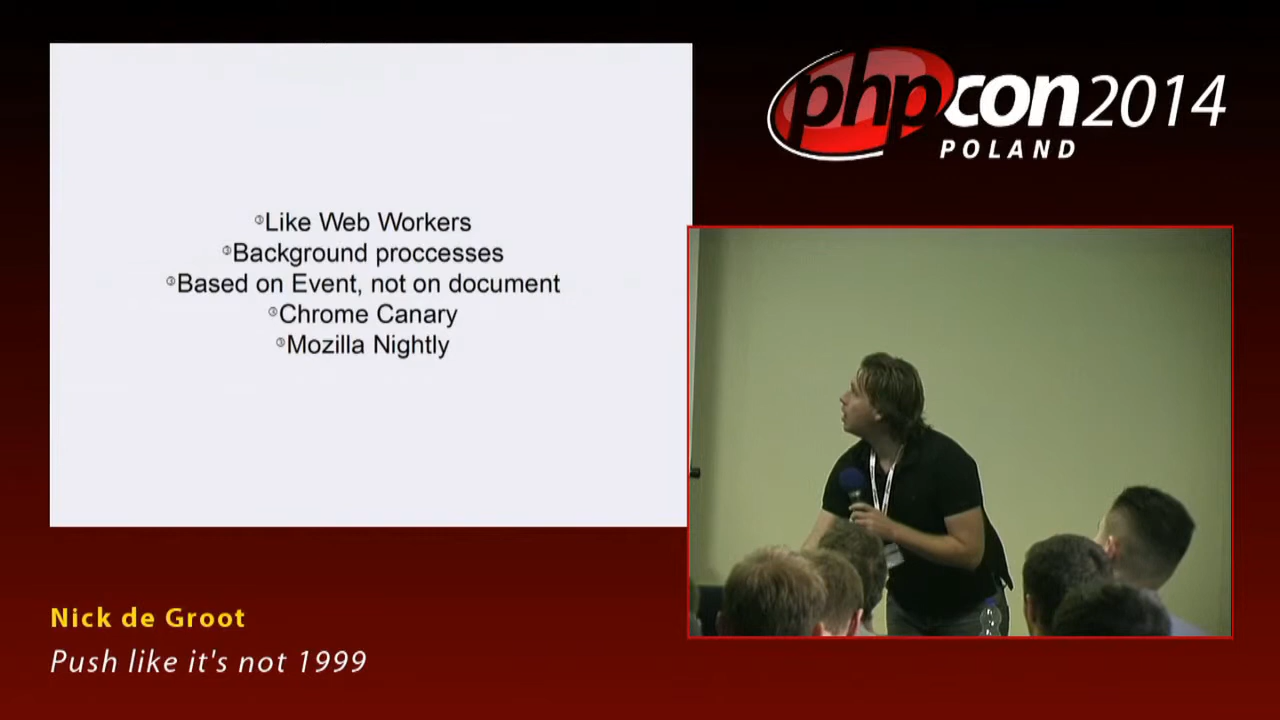 Like Web Workers
Background proccesses
Based on Event, not on document
Chrome Canary
Mozilla Nightly
phpcon2014
POLAND
Nick de Groot
Push like it's not 1999